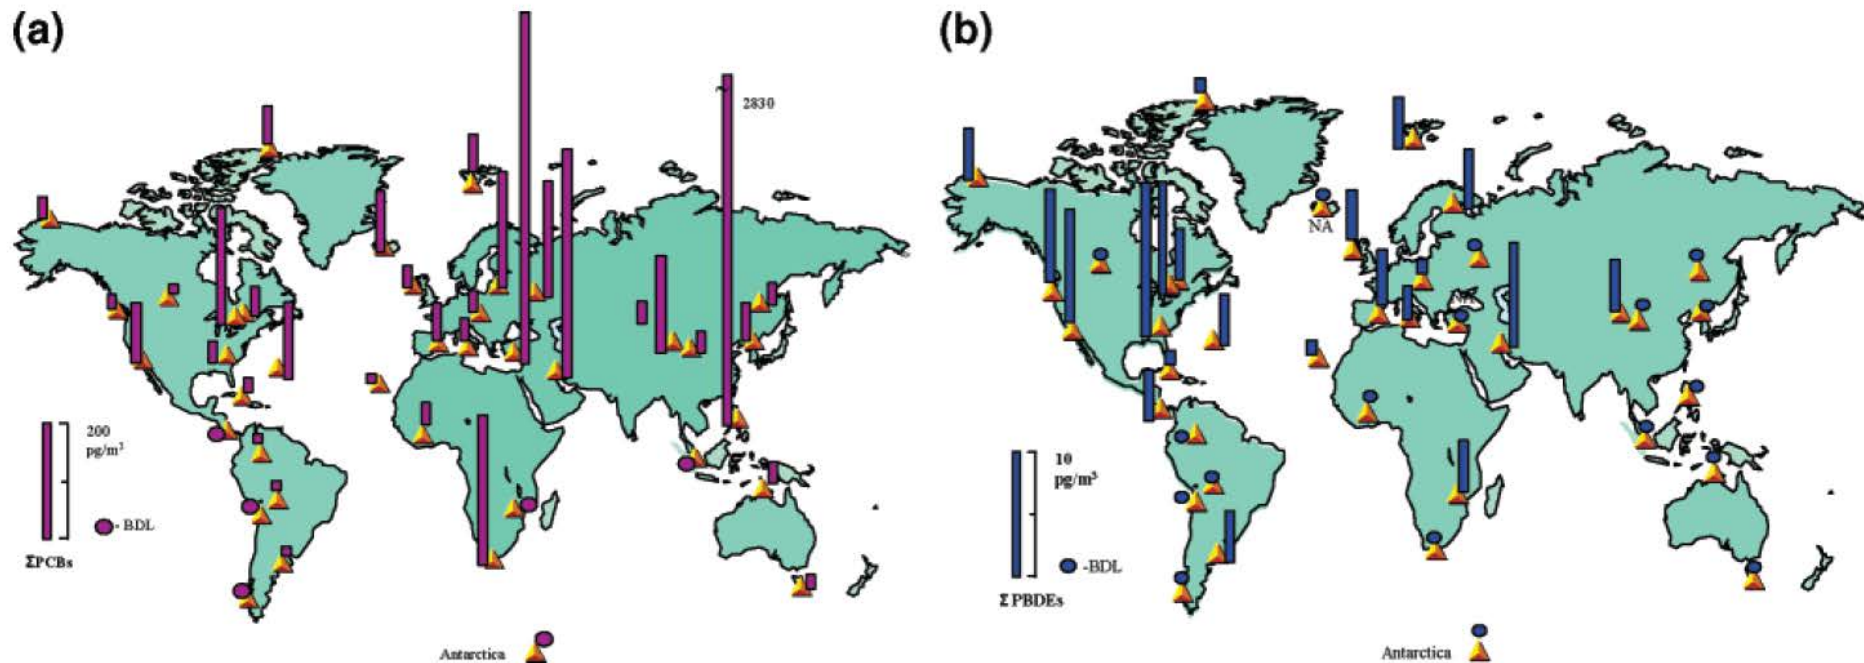 (a)
(b)
2830
NA
200
pg/m³
- BDL
ΣPCBs
Antarctica
10
pg/m³
-BDL
Σ PBDEs
Antarctica